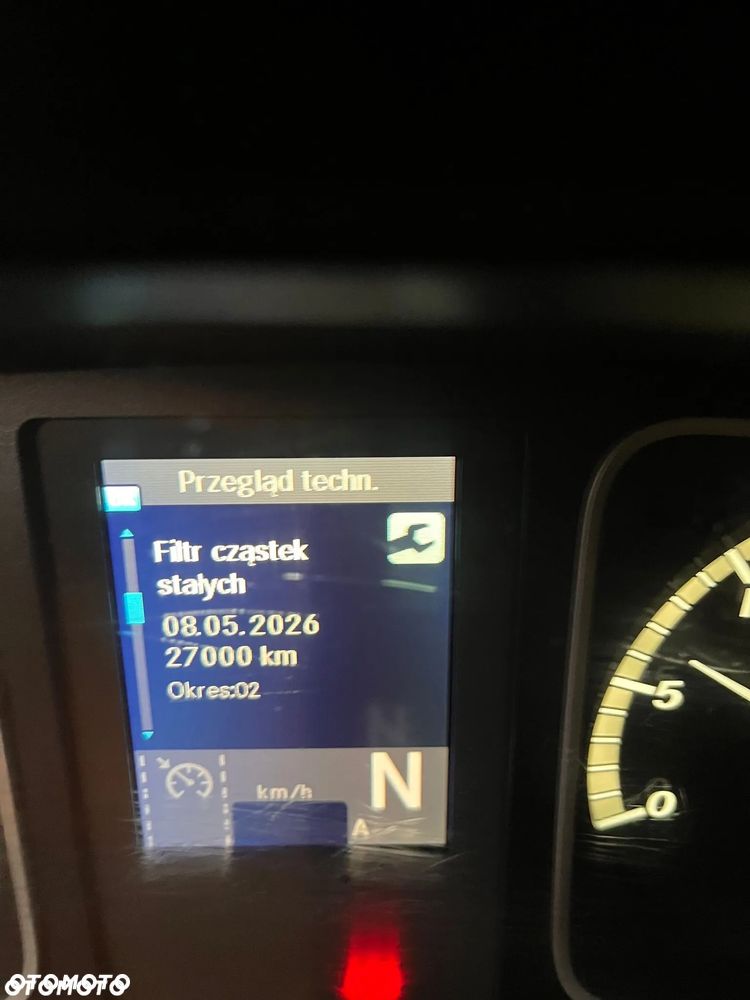 Przegląd techn.
Filtr cząstek
stałych
08.05.2026
27000 km
Okres:02
km/h
N
A
5
0
OTOMOTO